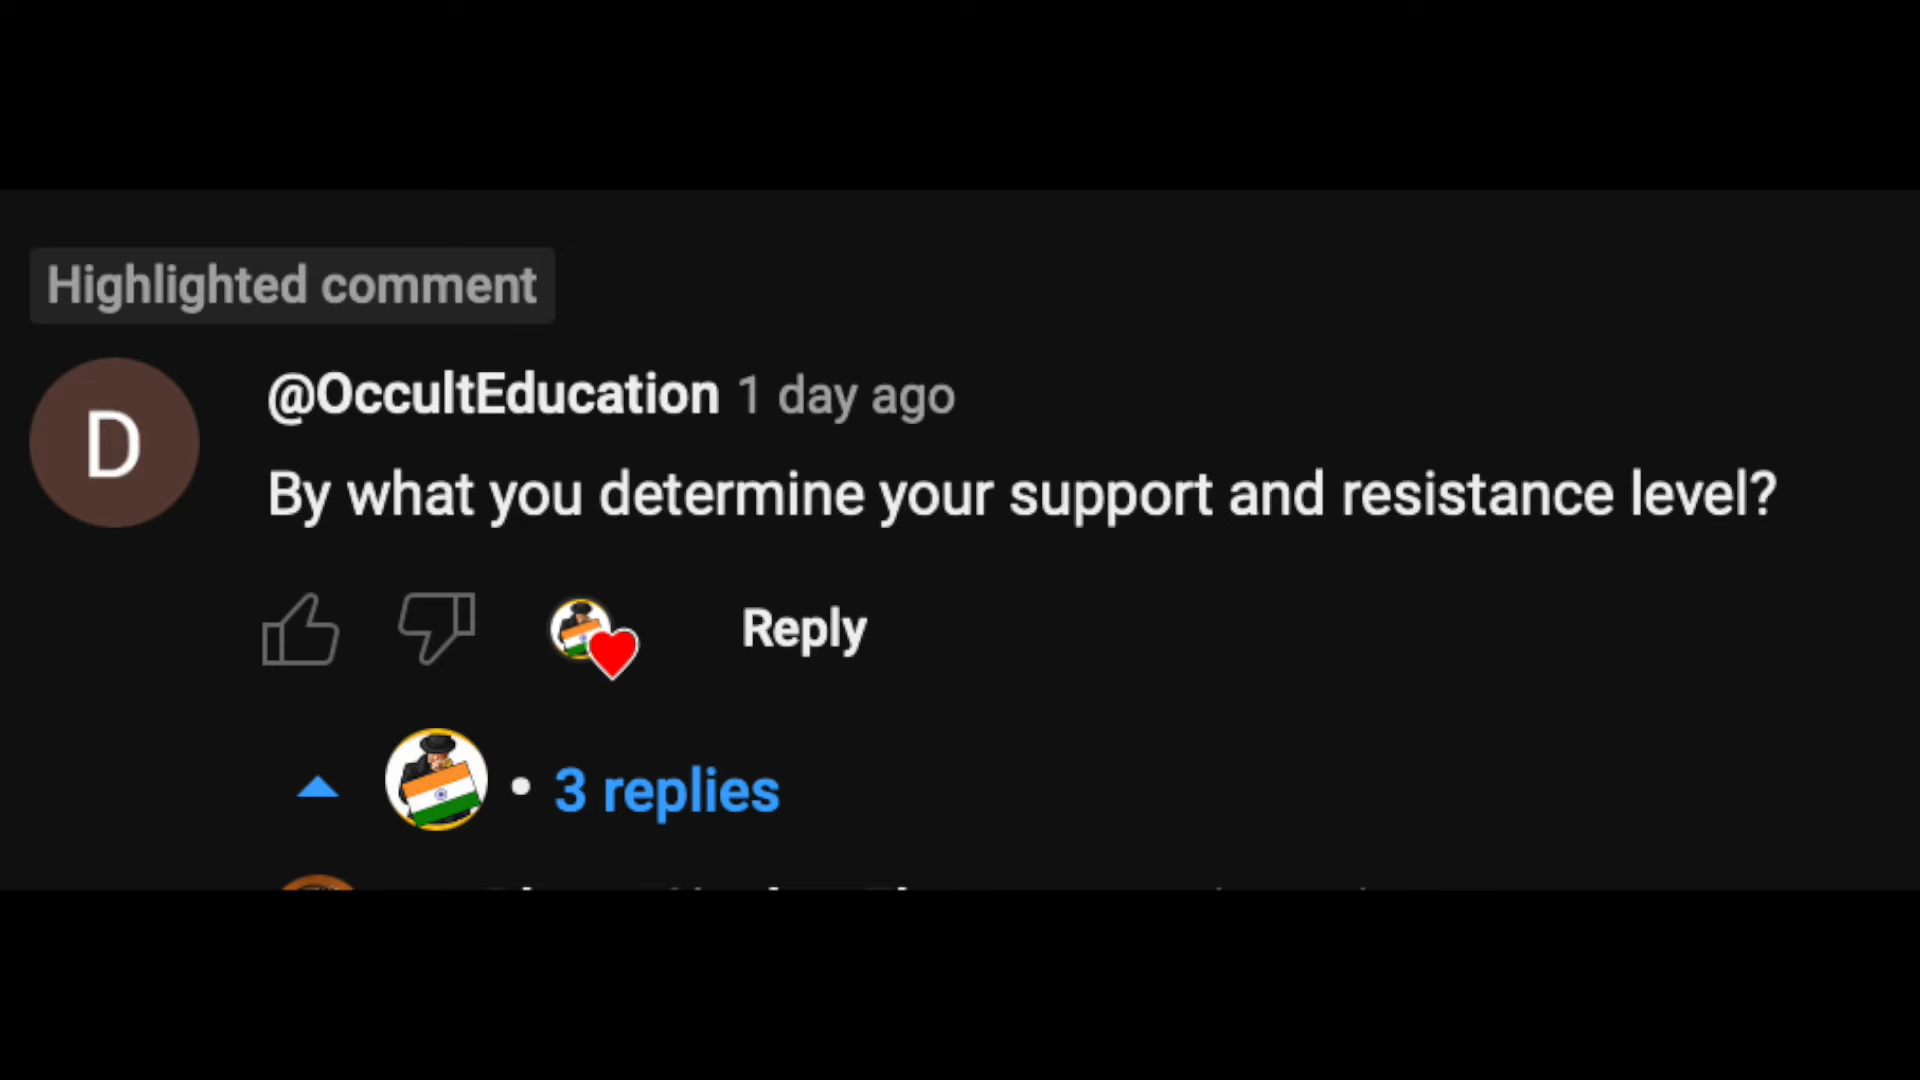 Highlighted comment
D
@OccultEducation 1 day ago
By what you determine your support and resistance level?
Reply
• 3 replies